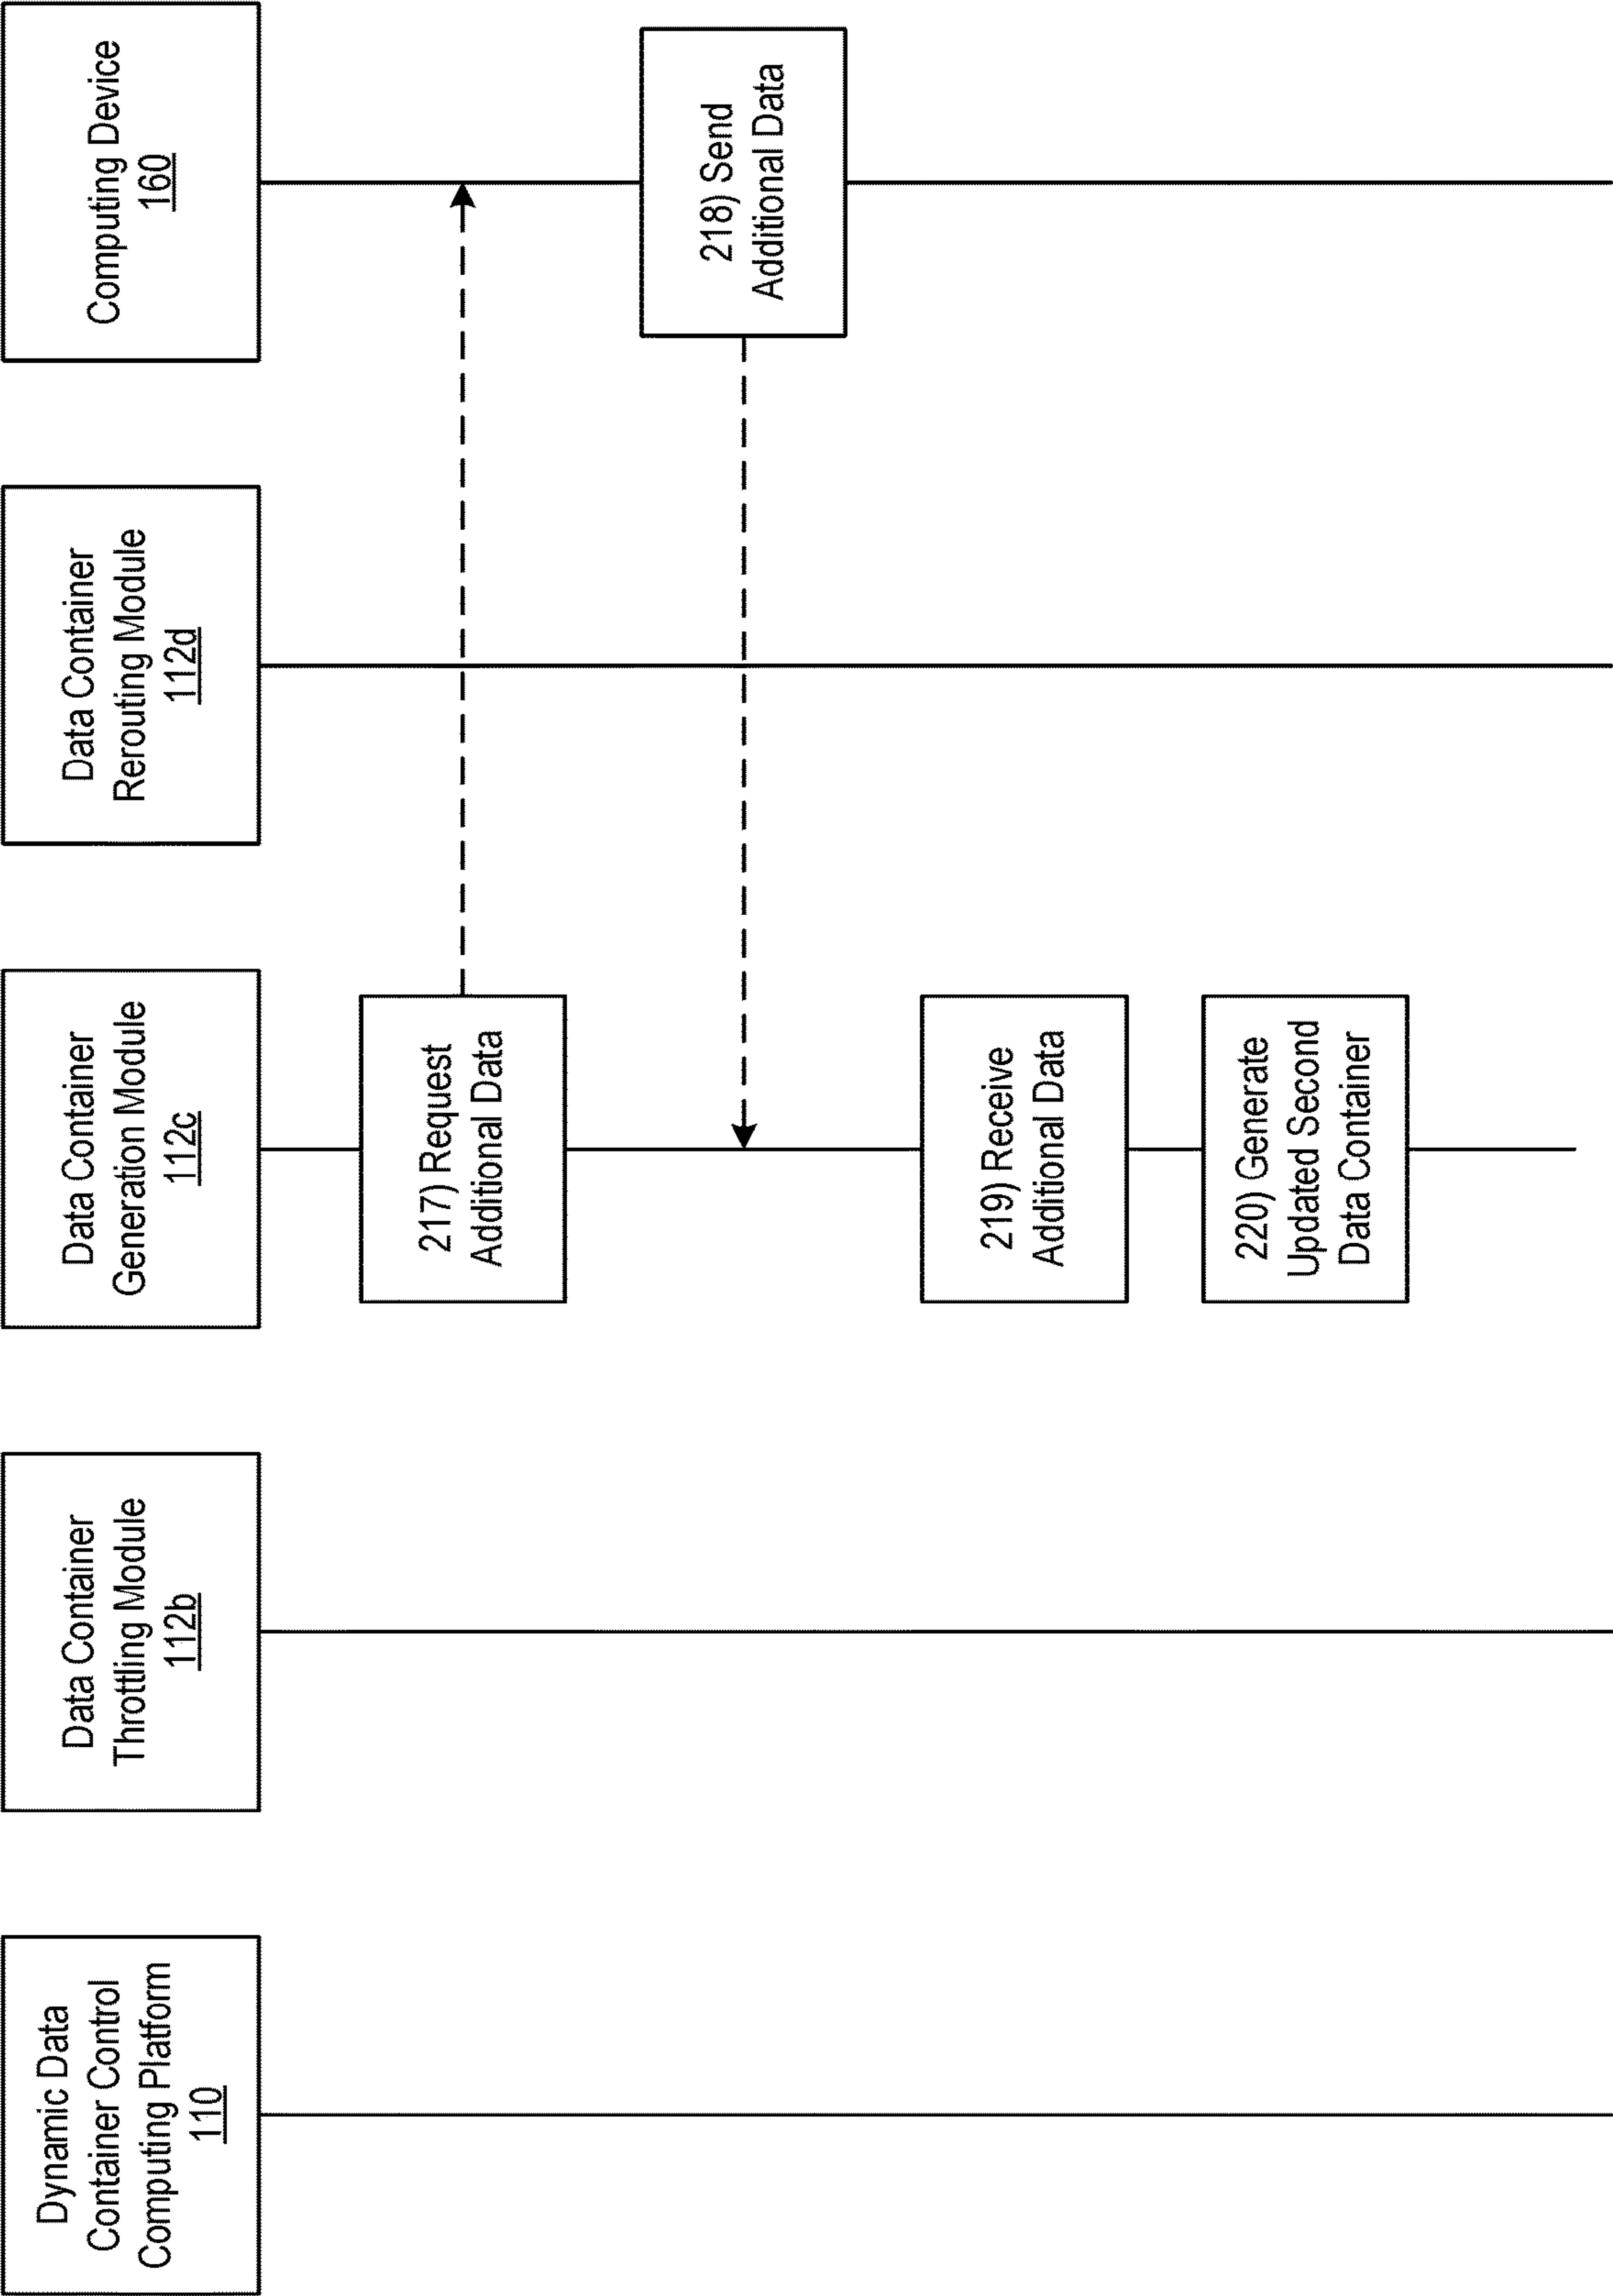 Dynamic Data
Container Control
Computing Platform
110
Data Container
Throttling Module
112b
Data Container
Generation Module
112c
Data Container
Rerouting Module
112d
Computing Device
160
217) Request
Additional Data
218) Send
Additional Data
219) Receive
Additional Data
220) Generate
Updated Second
Data Container